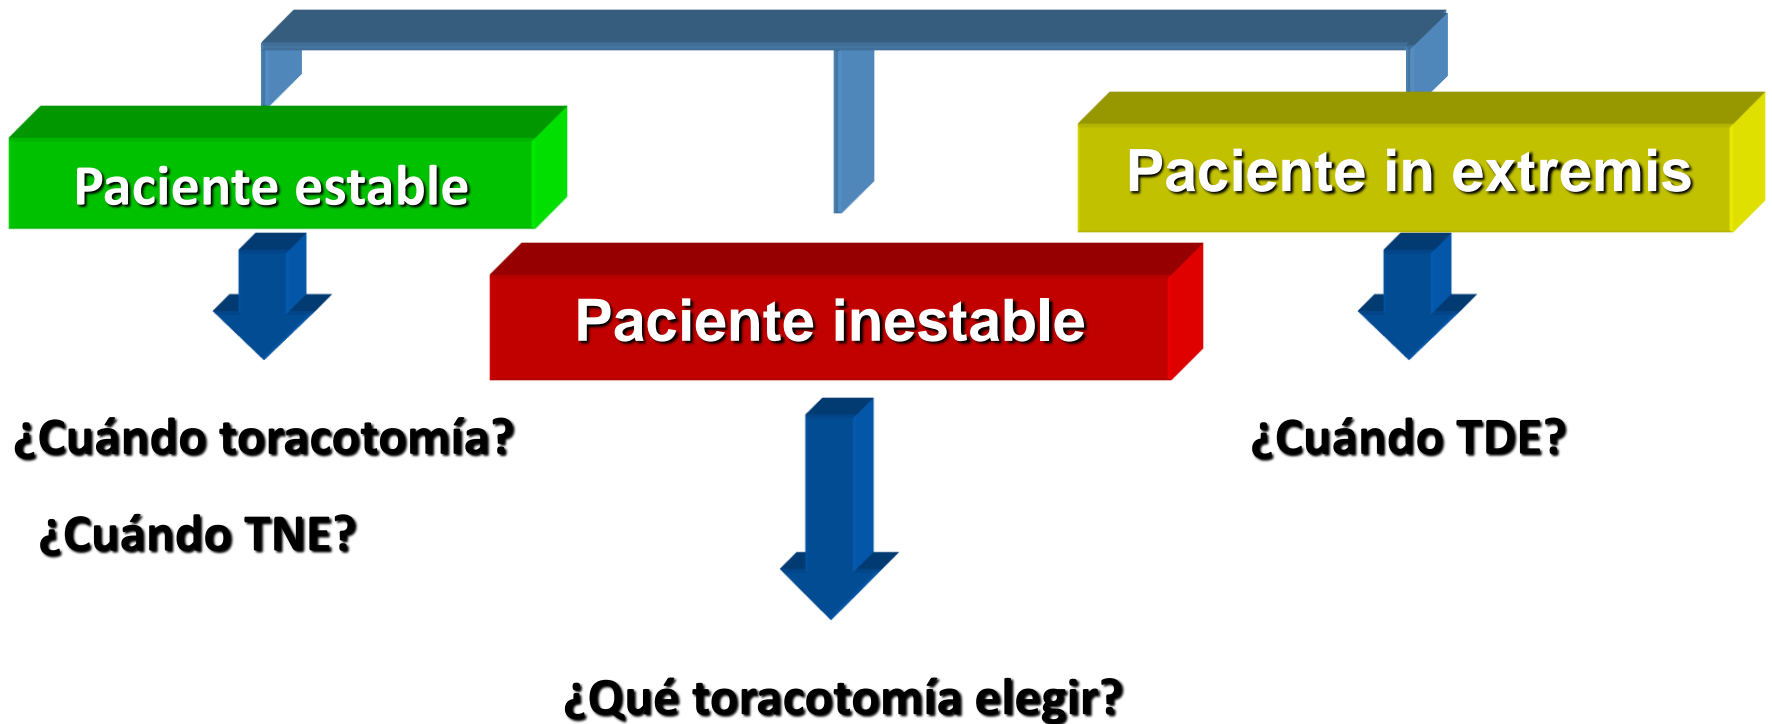 Paciente estable
Paciente inestable
Paciente in extremis
¿Cuándo toracotomía?
¿Cuándo TNE?
¿Cuándo TDE?
¿Qué toracotomía elegir?